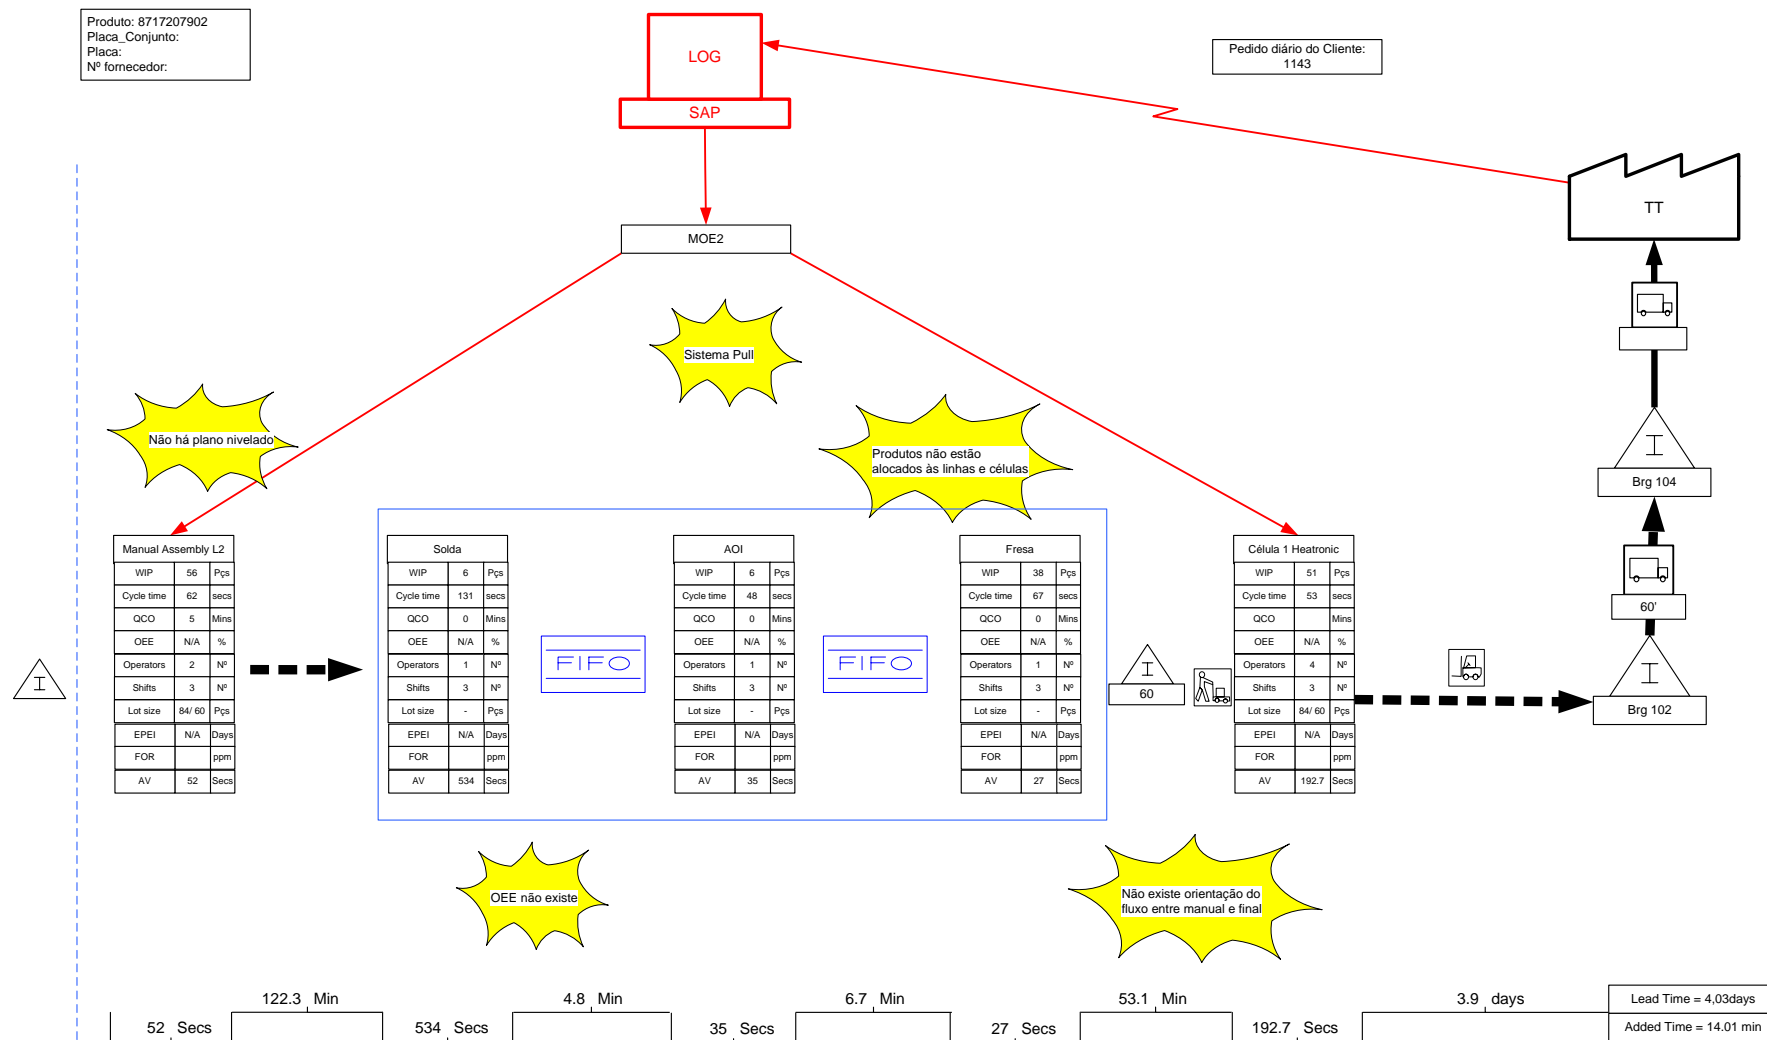 Produto: 8717207902
Placa_Conjunto:
Placa:
Nº fornecedor:
LOG
SAP
Pedido diário do Cliente:
1143
TT
MOE2
Sistema Pull
Não há plano nivelado
Produtos não estão
alocados às linhas e células
I
Brg 104
60'
I
Brg 102
I
Manual Assembly L2
WIP 56 Pçs
Cycle time 62 secs
QCO 5 Mins
OEE N/A %
Operators 2 Nº
Shifts 3 Nº
Lot size 84/ 60 Pçs
EPEI N/A Days
FOR ppm
AV 52 Secs
Solda
WIP 6 Pçs
Cycle time 131 secs
QCO 0 Mins
OEE N/A %
Operators 1 Nº
Shifts 3 Nº
Lot size - Pçs
EPEI N/A Days
FOR ppm
AV 534 Secs
FIFO
AOI
WIP 6 Pçs
Cycle time 48 secs
QCO 0 Mins
OEE N/A %
Operators 1 Nº
Shifts 3 Nº
Lot size - Pçs
EPEI N/A Days
FOR ppm
AV 35 Secs
FIFO
Fresa
WIP 38 Pçs
Cycle time 67 secs
QCO 0 Mins
OEE N/A %
Operators 1 Nº
Shifts 3 Nº
Lot size - Pçs
EPEI N/A Days
FOR ppm
AV 27 Secs
I
60
Célula 1 Heatronic
WIP 51 Pçs
Cycle time 53 secs
QCO Mins
OEE N/A %
Operators 4 Nº
Shifts 3 Nº
Lot size 84/ 60 Pçs
EPEI N/A Days
FOR ppm
AV 192.7 Secs
OEE não existe
Não existe orientação do
fluxo entre manual e final
122.3 Min
4.8 Min
6.7 Min
53.1 Min
3.9 days
Lead Time = 4,03days
52 Secs
534 Secs
35 Secs
27 Secs
192.7 Secs
Added Time = 14.01 min